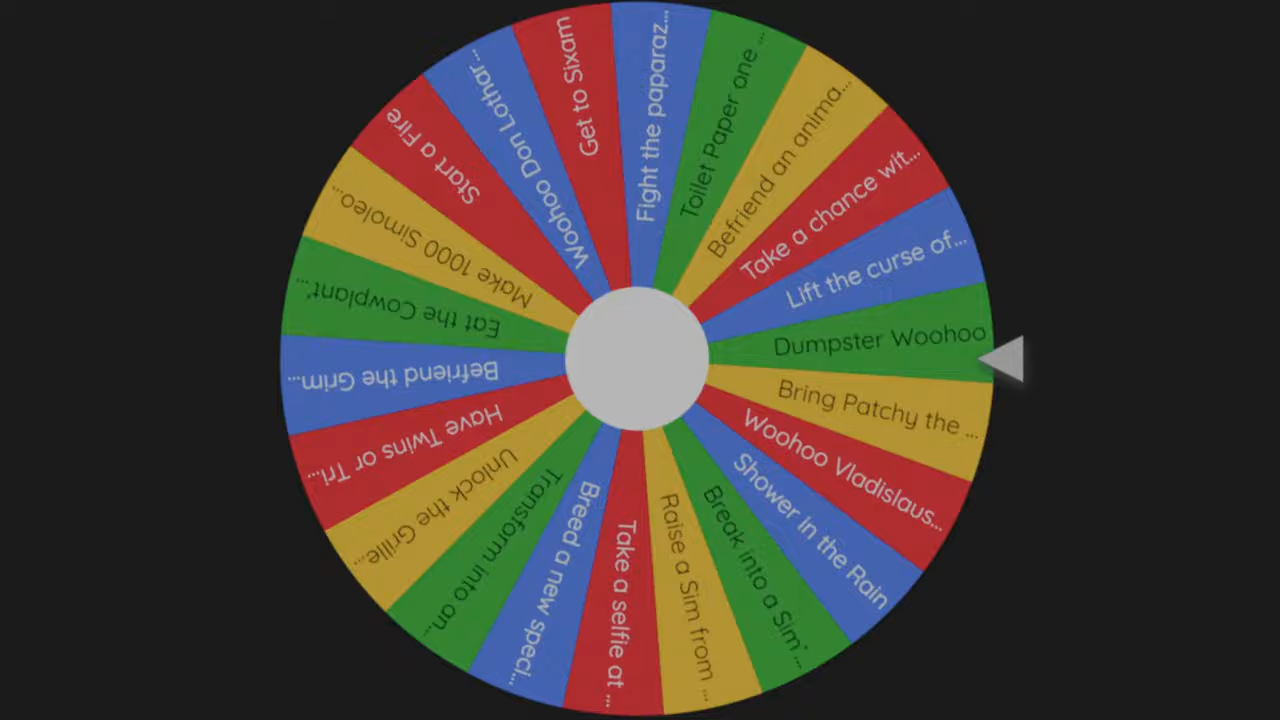 Fight the paparaz...
Toilet Paper one ...
Befriend an anima...
Take a chance wit...
Lift the curse of...
Dumpster Woohoo
Bring Patchy the ...
Woohoo Vladislaus...
Shower in the Rain
Break into a Sim'...
Raise a Sim from ...
Take a selfie at ...
Breed a new speci...
Transform into an...
Unlock the Grille...
Have Twins or Tri...
Befriend the Grim...
Eat the Cowplant'...
Make 1000 Simoleo...
Start a Fire
Woohoo Don Lothar...
Get to Sixam